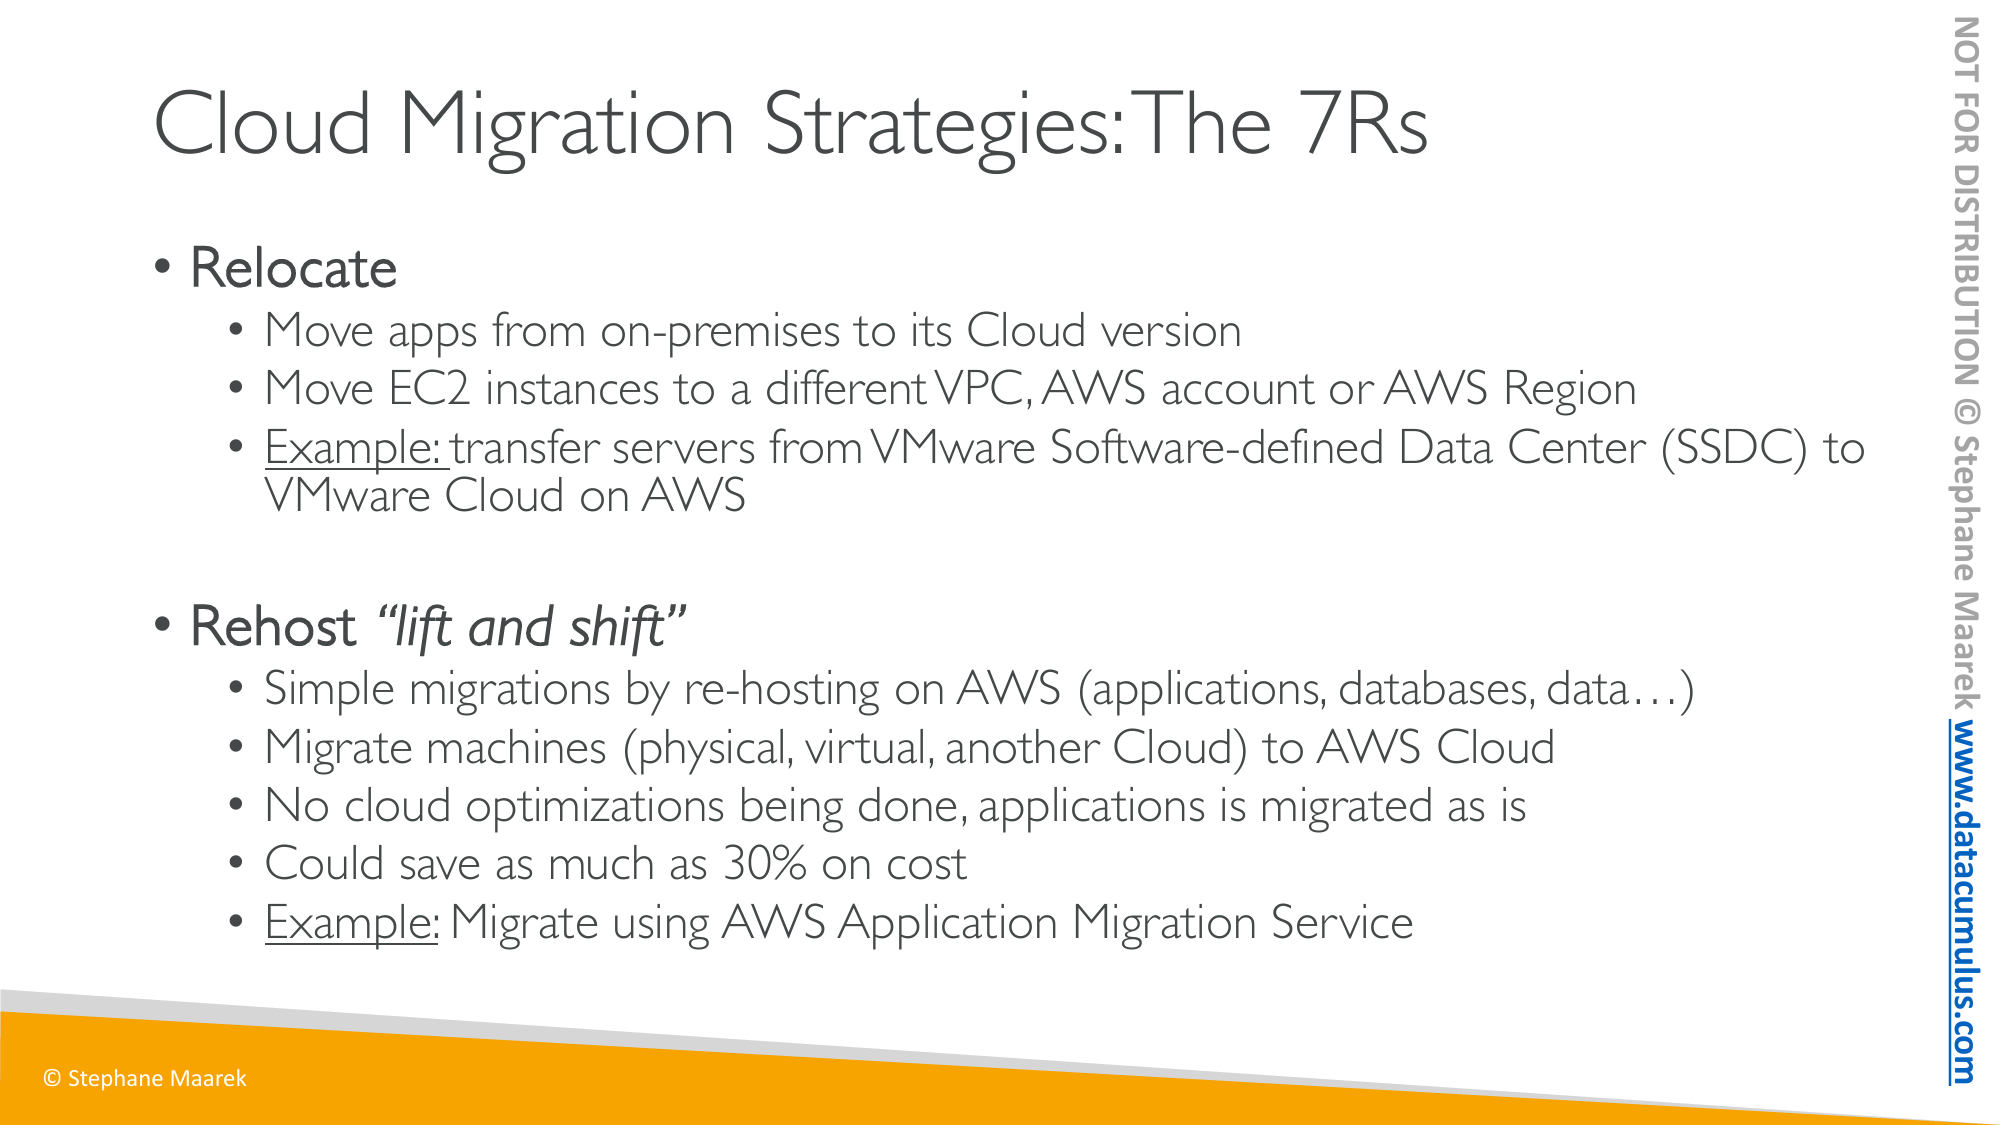 Cloud Migration Strategies: The 7Rs
• Relocate
• Move apps from on-premises to its Cloud version
• Move EC2 instances to a different VPC, AWS account or AWS Region
• Example: transfer servers from VMware Software-defined Data Center (SSDC) to
VMware Cloud on AWS
• Rehost “lift and shift”
• Simple migrations by re-hosting on AWS (applications, databases, data…)
• Migrate machines (physical, virtual, another Cloud) to AWS Cloud
• No cloud optimizations being done, applications is migrated as is
• Could save as much as 30% on cost
• Example: Migrate using AWS Application Migration Service
© Stephane Maarek
NOT FOR DISTRIBUTION © Stephane Maarek www.datacumulus.com